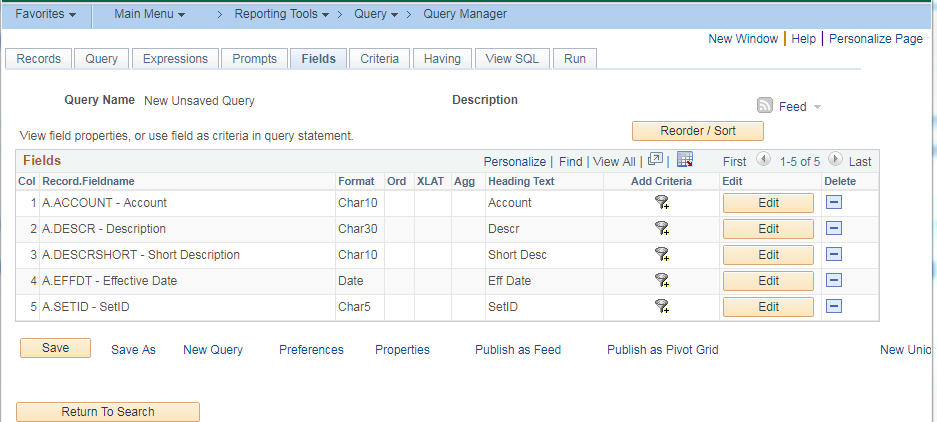 Favorites Main Menu > Reporting Tools > Query > Query Manager
New Window | Help | Personalize Page
Records Query Expressions Prompts Fields Criteria Having View SQL Run
Query Name New Unsaved Query Description
Feed
View field properties, or use field as criteria in query statement. Reorder / Sort
Fields Personalize | Find | View All | | First 1-5 of 5 Last
Col Record.Fieldname Format Ord XLAT Agg Heading Text Add Criteria Edit Delete
1 A.ACCOUNT - Account Char10 Account Edit
2 A.DESCR - Description Char30 Descr Edit
3 A.DESCRSHORT - Short Description Char10 Short Desc Edit
4 A.EFFDT - Effective Date Date Eff Date Edit
5 A.SETID - SetID Char5 SetID Edit
Save Save As New Query Preferences Properties Publish as Feed Publish as Pivot Grid New Unio
Return To Search